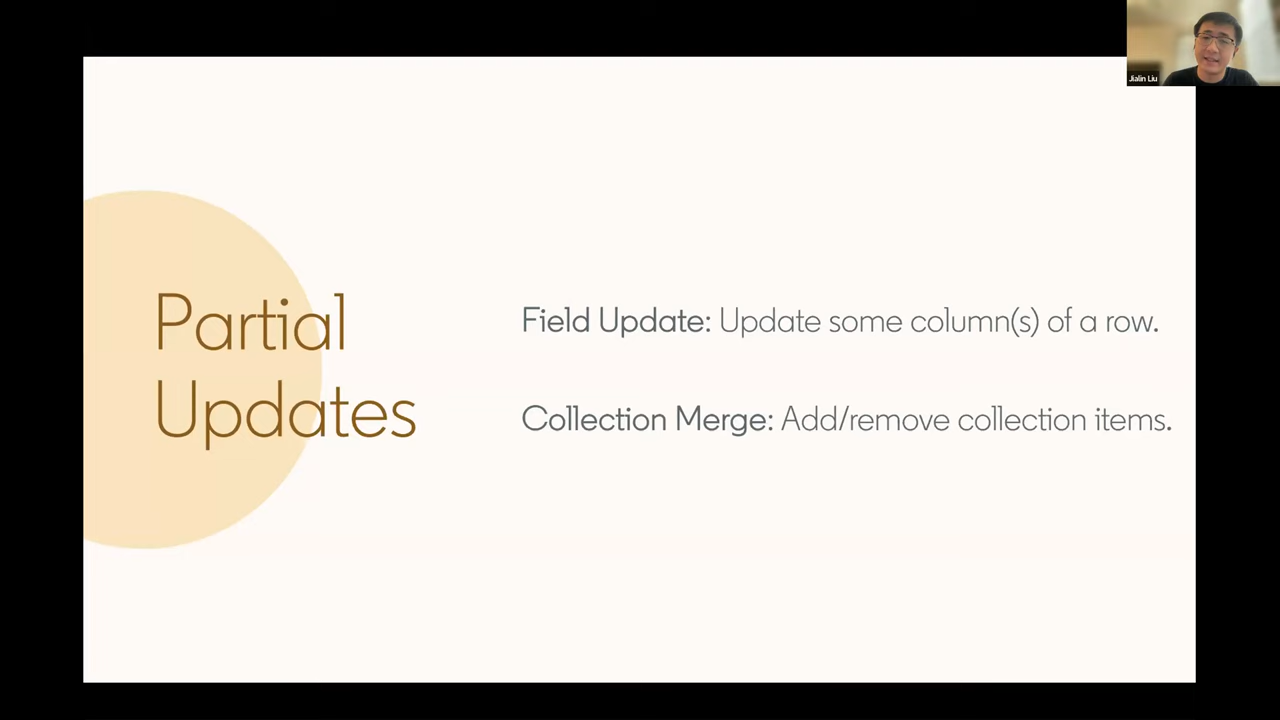 Jialin Liu
Partial
Updates
Field Update: Update some column(s) of a row.
Collection Merge: Add/remove collection items.